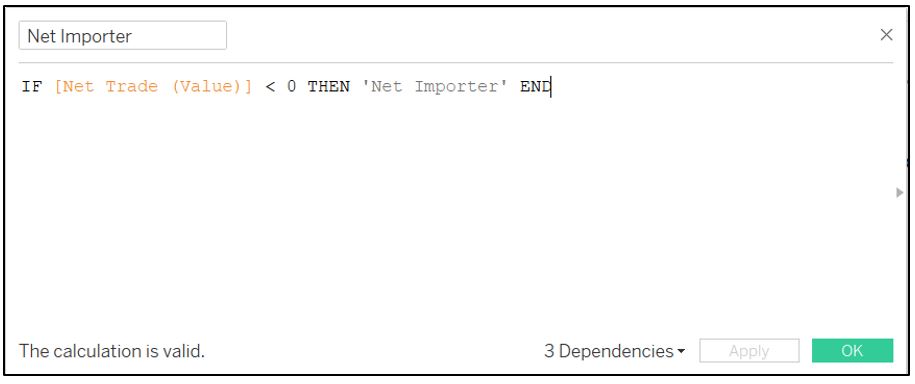 Net Importer
IF [Net Trade (Value)] < 0 THEN 'Net Importer' END
The calculation is valid.
3 Dependencies
Apply
OK